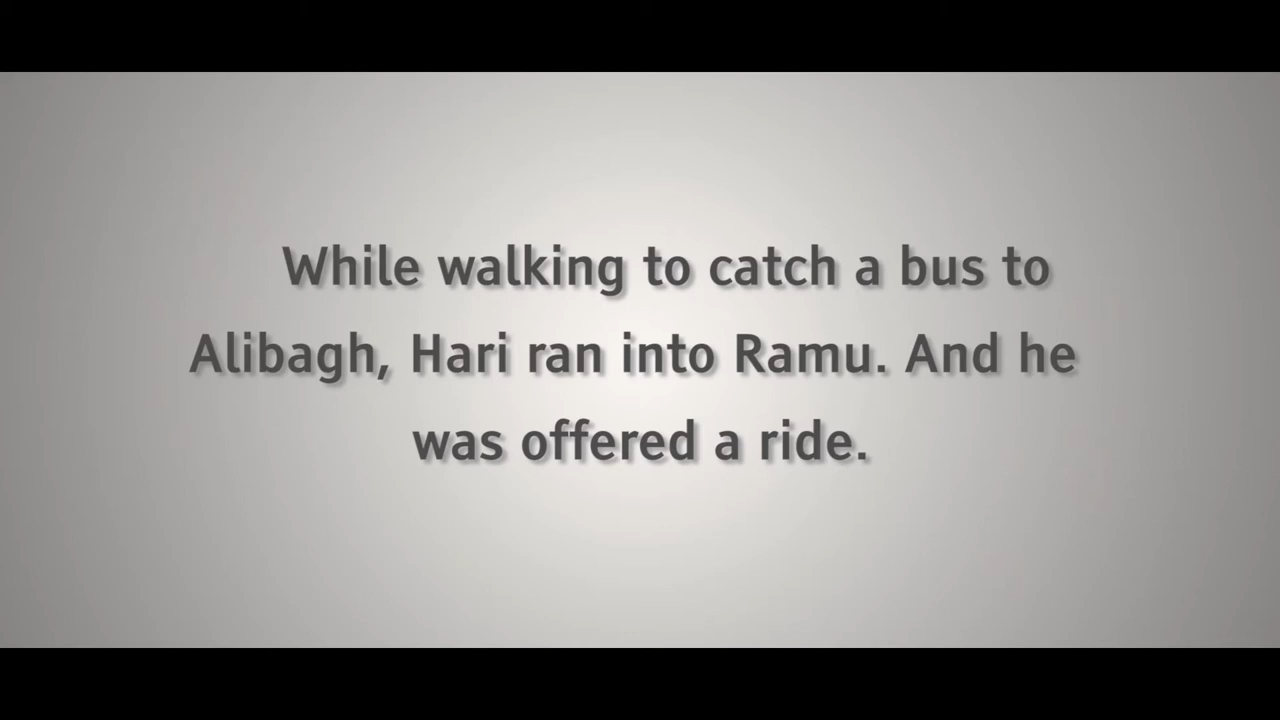 While walking to catch a bus to
Alibagh, Hari ran into Ramu. And he
was offered a ride.